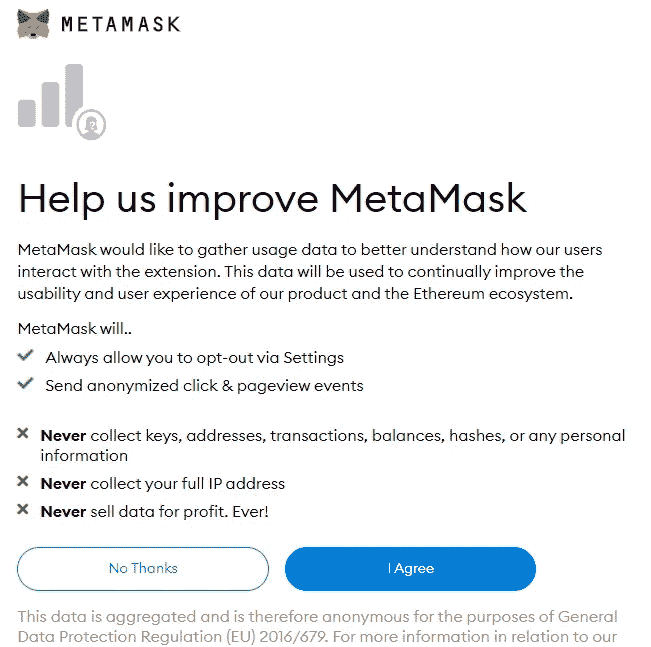 METAMASK
Help us improve MetaMask
MetaMask would like to gather usage data to better understand how our users
interact with the extension. This data will be used to continually improve the
usability and user experience of our product and the Ethereum ecosystem.
MetaMask will..
Always allow you to opt-out via Settings
Send anonymized click & pageview events
Never collect keys, addresses, transactions, balances, hashes, or any personal
information
Never collect your full IP address
Never sell data for profit. Ever!
No Thanks
I Agree
This data is aggregated and is therefore anonymous for the purposes of General
Data Protection Regulation (EU) 2016/679. For more information in relation to our